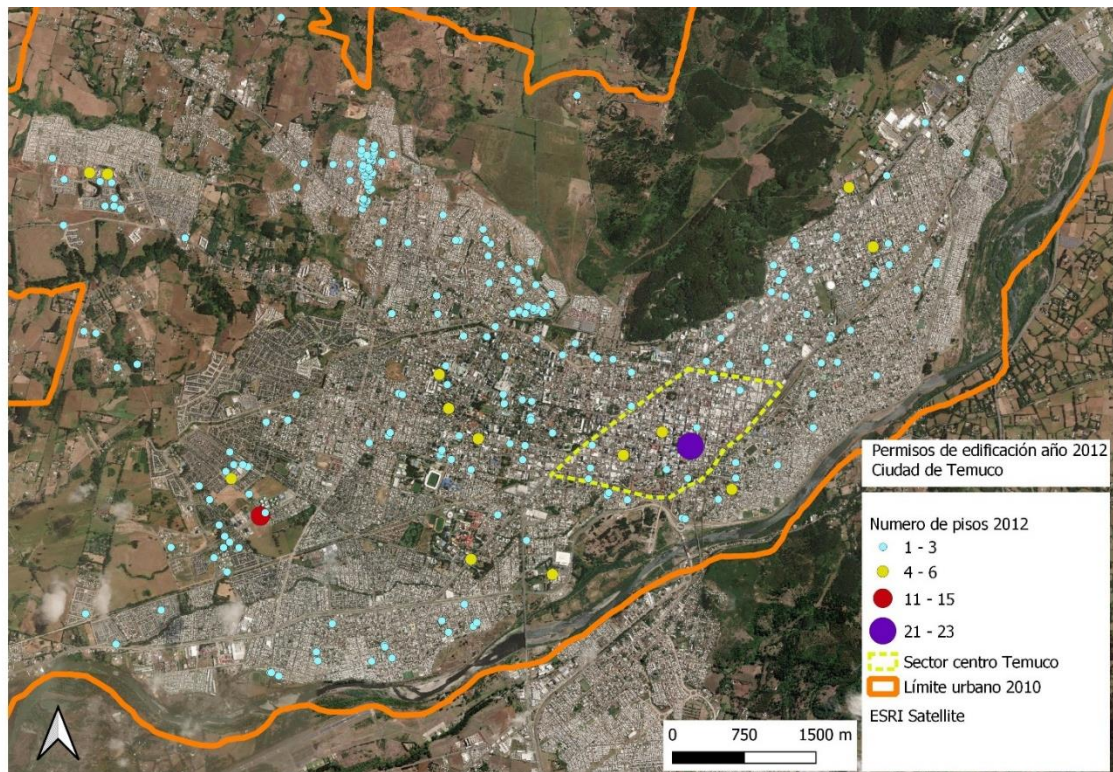 Permisos de edificación año 2012
Ciudad de Temuco
Numero de pisos 2012
1 - 3
4 - 6
11 - 15
21 - 23
Sector centro Temuco
Límite urbano 2010
ESRI Satellite
0 750 1500 m